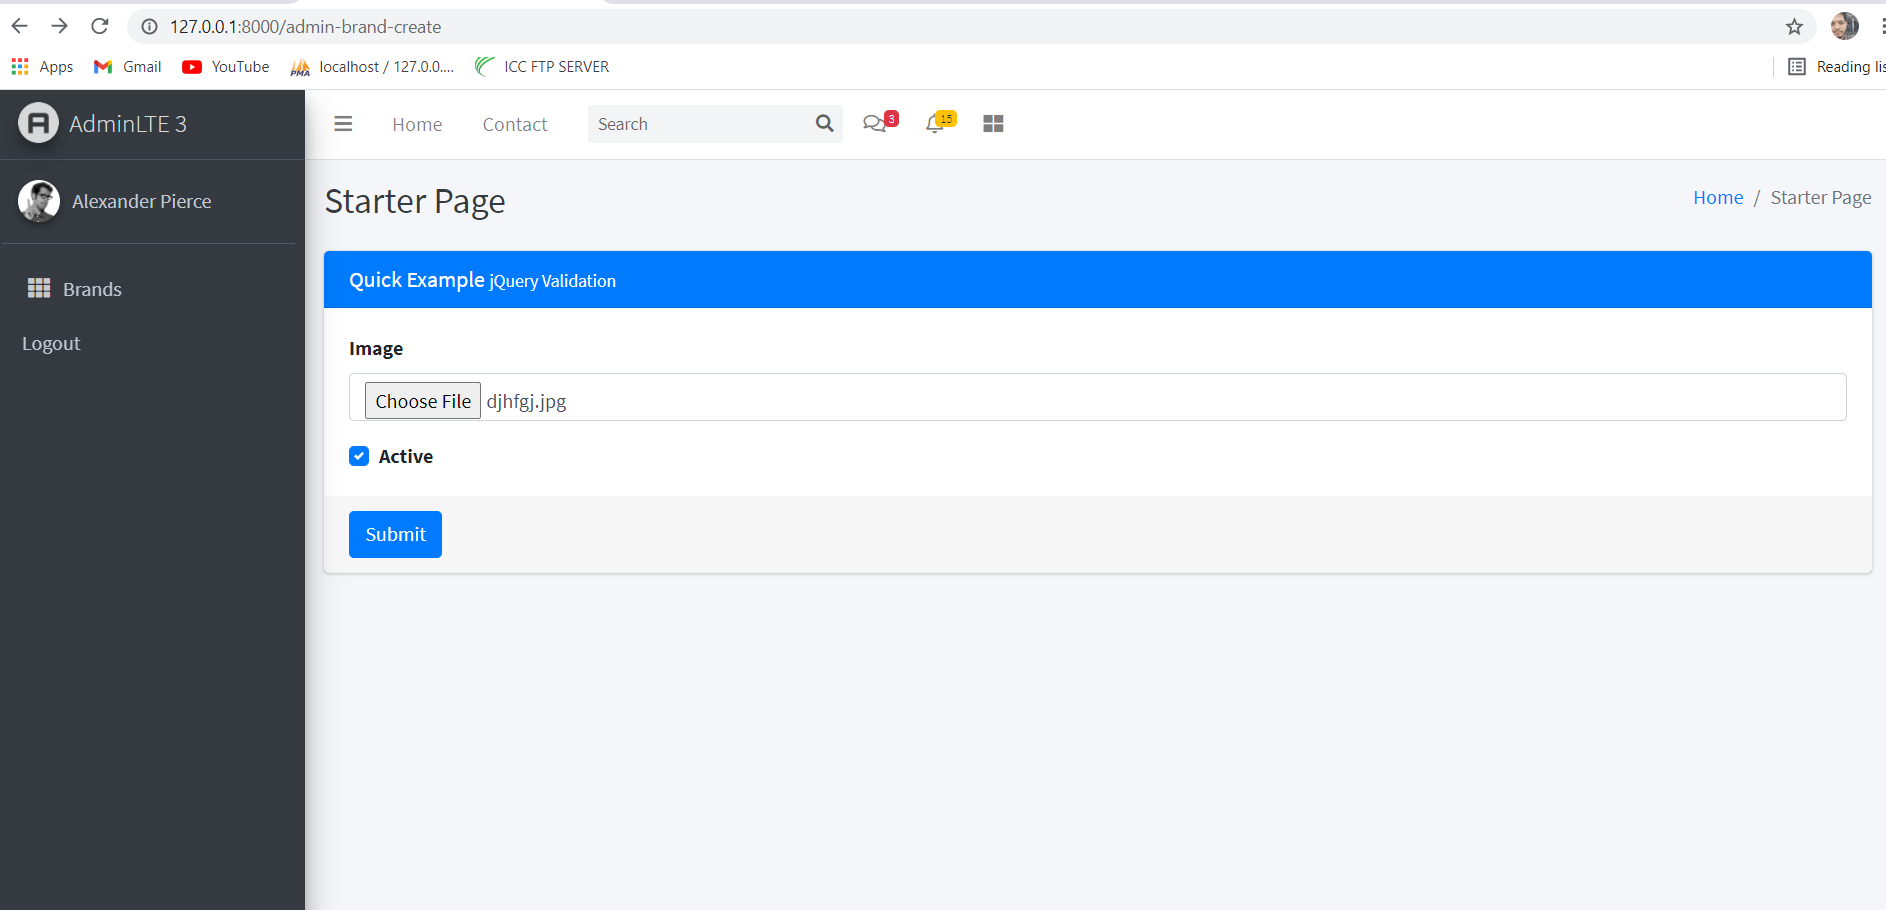 127.0.0.1:8000/admin-brand-create
Apps Gmail YouTube localhost / 127.0.0.... ICC FTP SERVER Reading lis
AdminLTE 3
Home Contact Search 3 15
Alexander Pierce
Starter Page
Home / Starter Page
Brands
Logout
Quick Example jQuery Validation
Image
Choose File djhfgj.jpg
Active
Submit